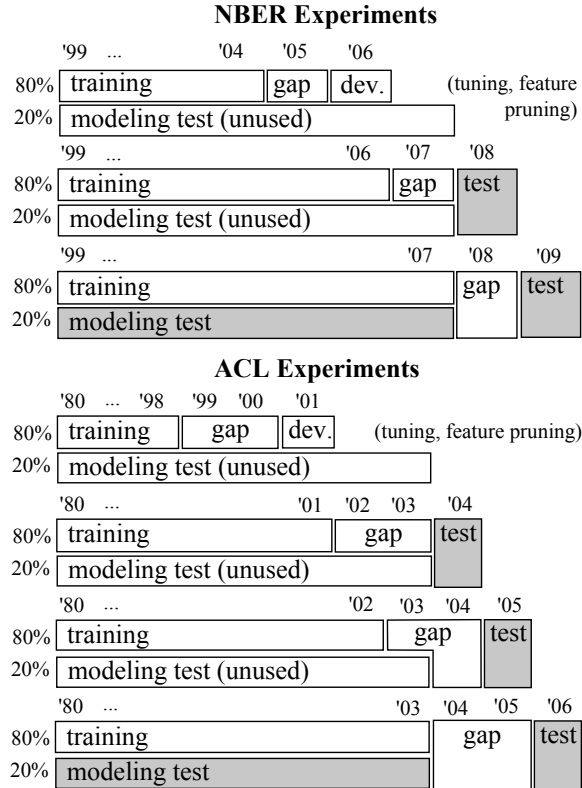 NBER Experiments
'99 ... '04 '05 '06
80% training gap dev. (tuning, feature
pruning)
20% modeling test (unused)
'99 ... '06 '07 '08
80% training gap test
20% modeling test (unused)
'99 ... '07 '08 '09
80% training gap test
20% modeling test
ACL Experiments
'80 ... '98 '99 '00 '01
80% training gap dev. (tuning, feature pruning)
20% modeling test (unused)
'80 ... '01 '02 '03 '04
80% training gap test
20% modeling test (unused)
'80 ... '02 '03 '04 '05
80% training gap test
20% modeling test (unused)
'80 ... '03 '04 '05 '06
80% training gap test
20% modeling test